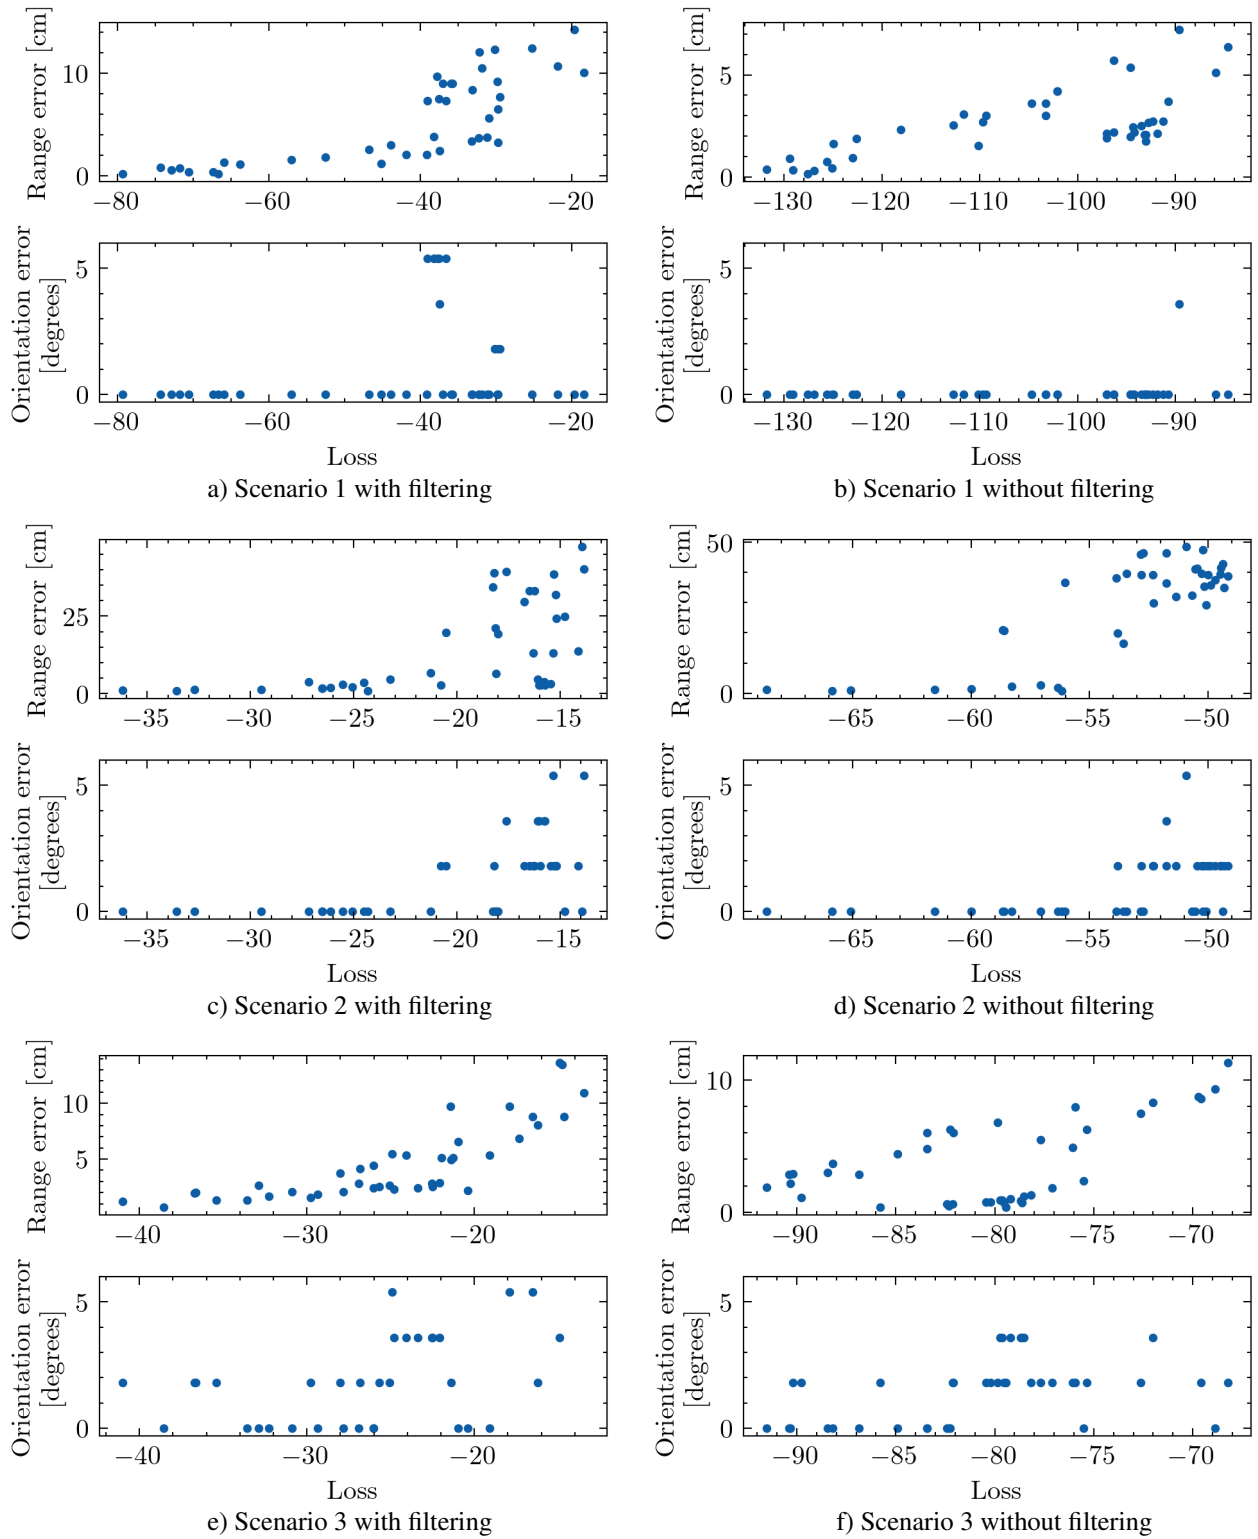 Range error [cm]
10
0
−80 −60 −40 −20
Orientation error
[degrees]
5
0
−80 −60 −40 −20
Loss
a) Scenario 1 with filtering
Range error [cm]
5
0
−130 −120 −110 −100 −90
Orientation error
[degrees]
5
0
−130 −120 −110 −100 −90
Loss
b) Scenario 1 without filtering
Range error [cm]
25
0
−35 −30 −25 −20 −15
Orientation error
[degrees]
5
0
−35 −30 −25 −20 −15
Loss
c) Scenario 2 with filtering
Range error [cm]
50
0
−65 −60 −55 −50
Orientation error
[degrees]
5
0
−65 −60 −55 −50
Loss
d) Scenario 2 without filtering
Range error [cm]
10
5
−40 −30 −20
Orientation error
[degrees]
5
0
−40 −30 −20
Loss
e) Scenario 3 with filtering
Range error [cm]
10
5
0
−90 −85 −80 −75 −70
Orientation error
[degrees]
5
0
−90 −85 −80 −75 −70
Loss
f) Scenario 3 without filtering